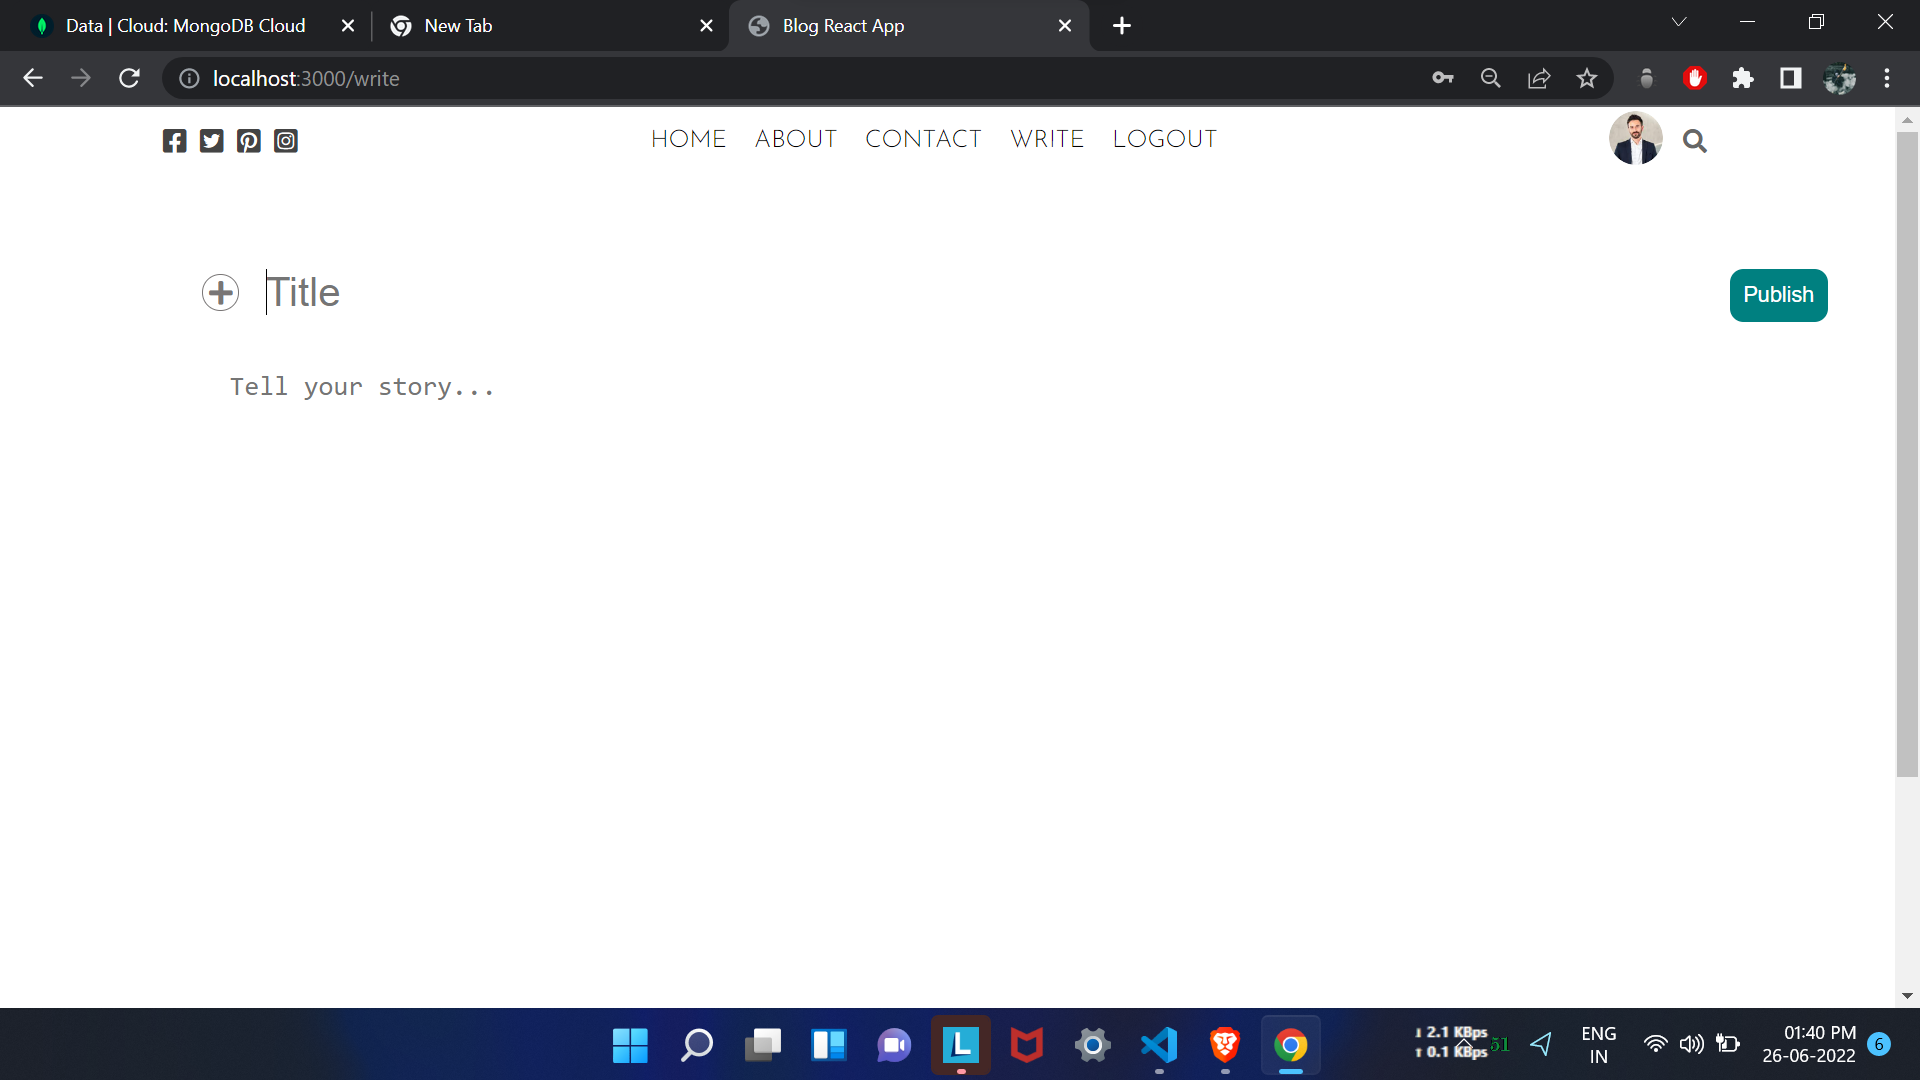 Data | Cloud: MongoDB Cloud
New Tab
Blog React App
localhost:3000/write
HOME ABOUT CONTACT WRITE LOGOUT
Title
Publish
Tell your story...
2.1 KBps
0.1 KBps
51
ENG
IN
01:40 PM
26-06-2022
6